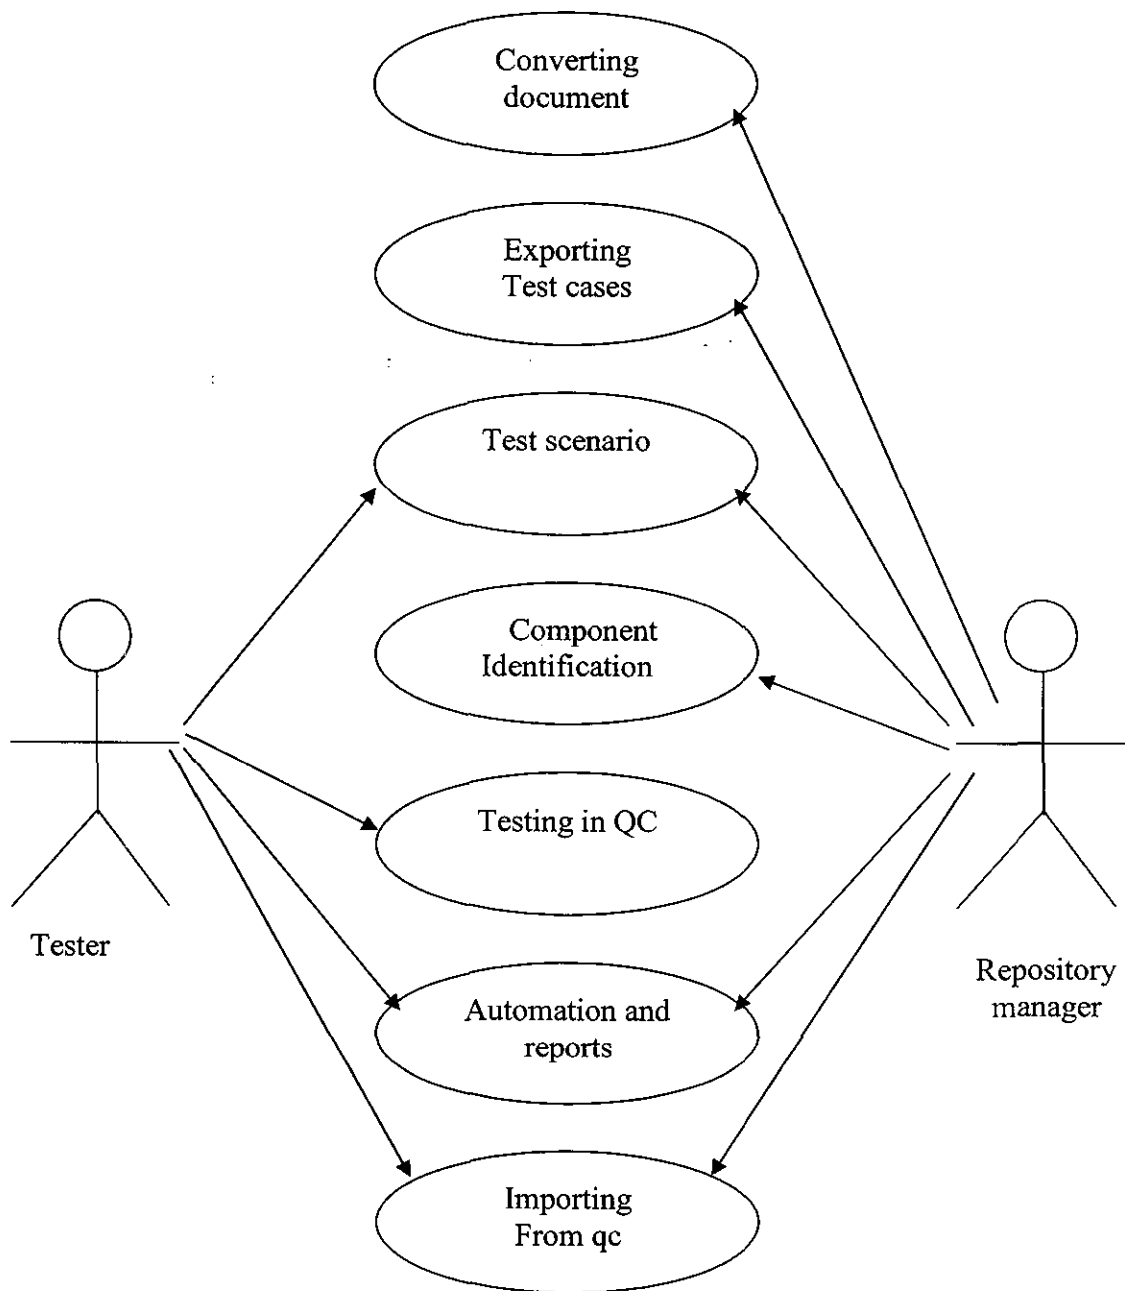 Converting
document
Exporting
Test cases
Test scenario
Component
Identification
Testing in QC
Tester
Repository
manager
Automation and
reports
Importing
From qc